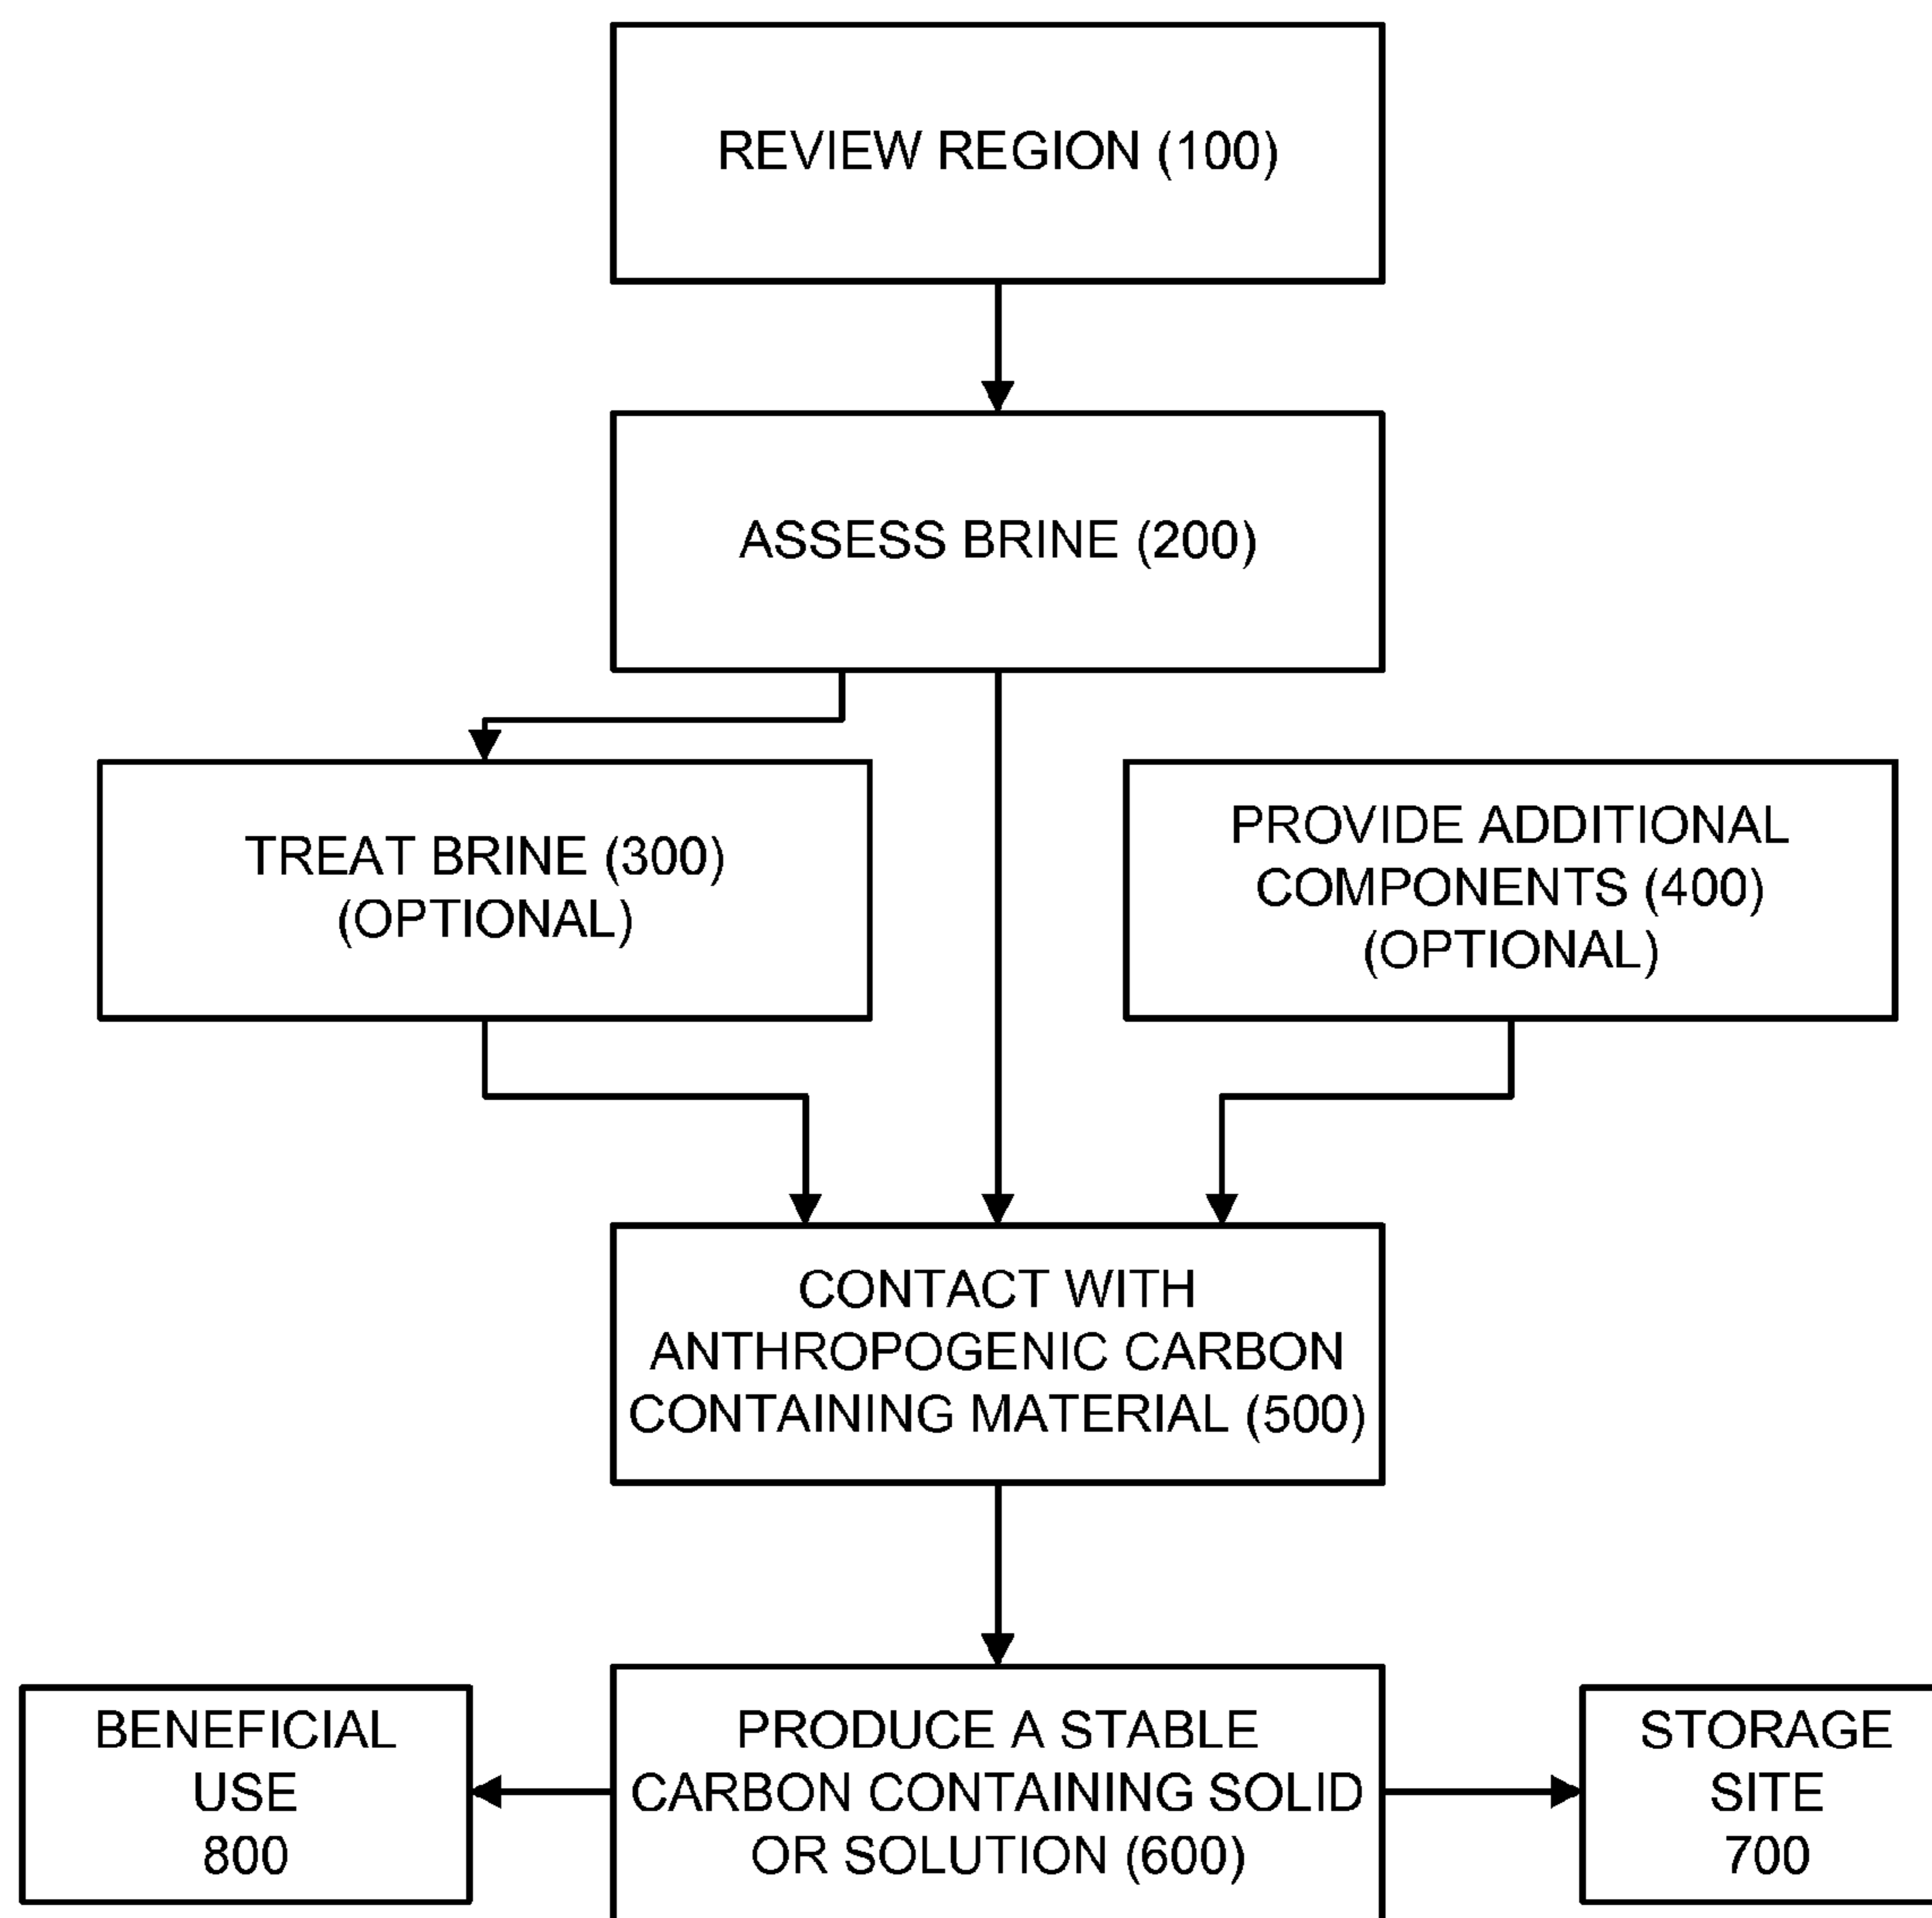 REVIEW REGION (100)
ASSESS BRINE (200)
TREAT BRINE (300)
(OPTIONAL)
PROVIDE ADDITIONAL
COMPONENTS (400)
(OPTIONAL)
CONTACT WITH
ANTHROPOGENIC CARBON
CONTAINING MATERIAL (500)
BENEFICIAL
USE
800
PRODUCE A STABLE
CARBON CONTAINING SOLID
OR SOLUTION (600)
STORAGE
SITE
700